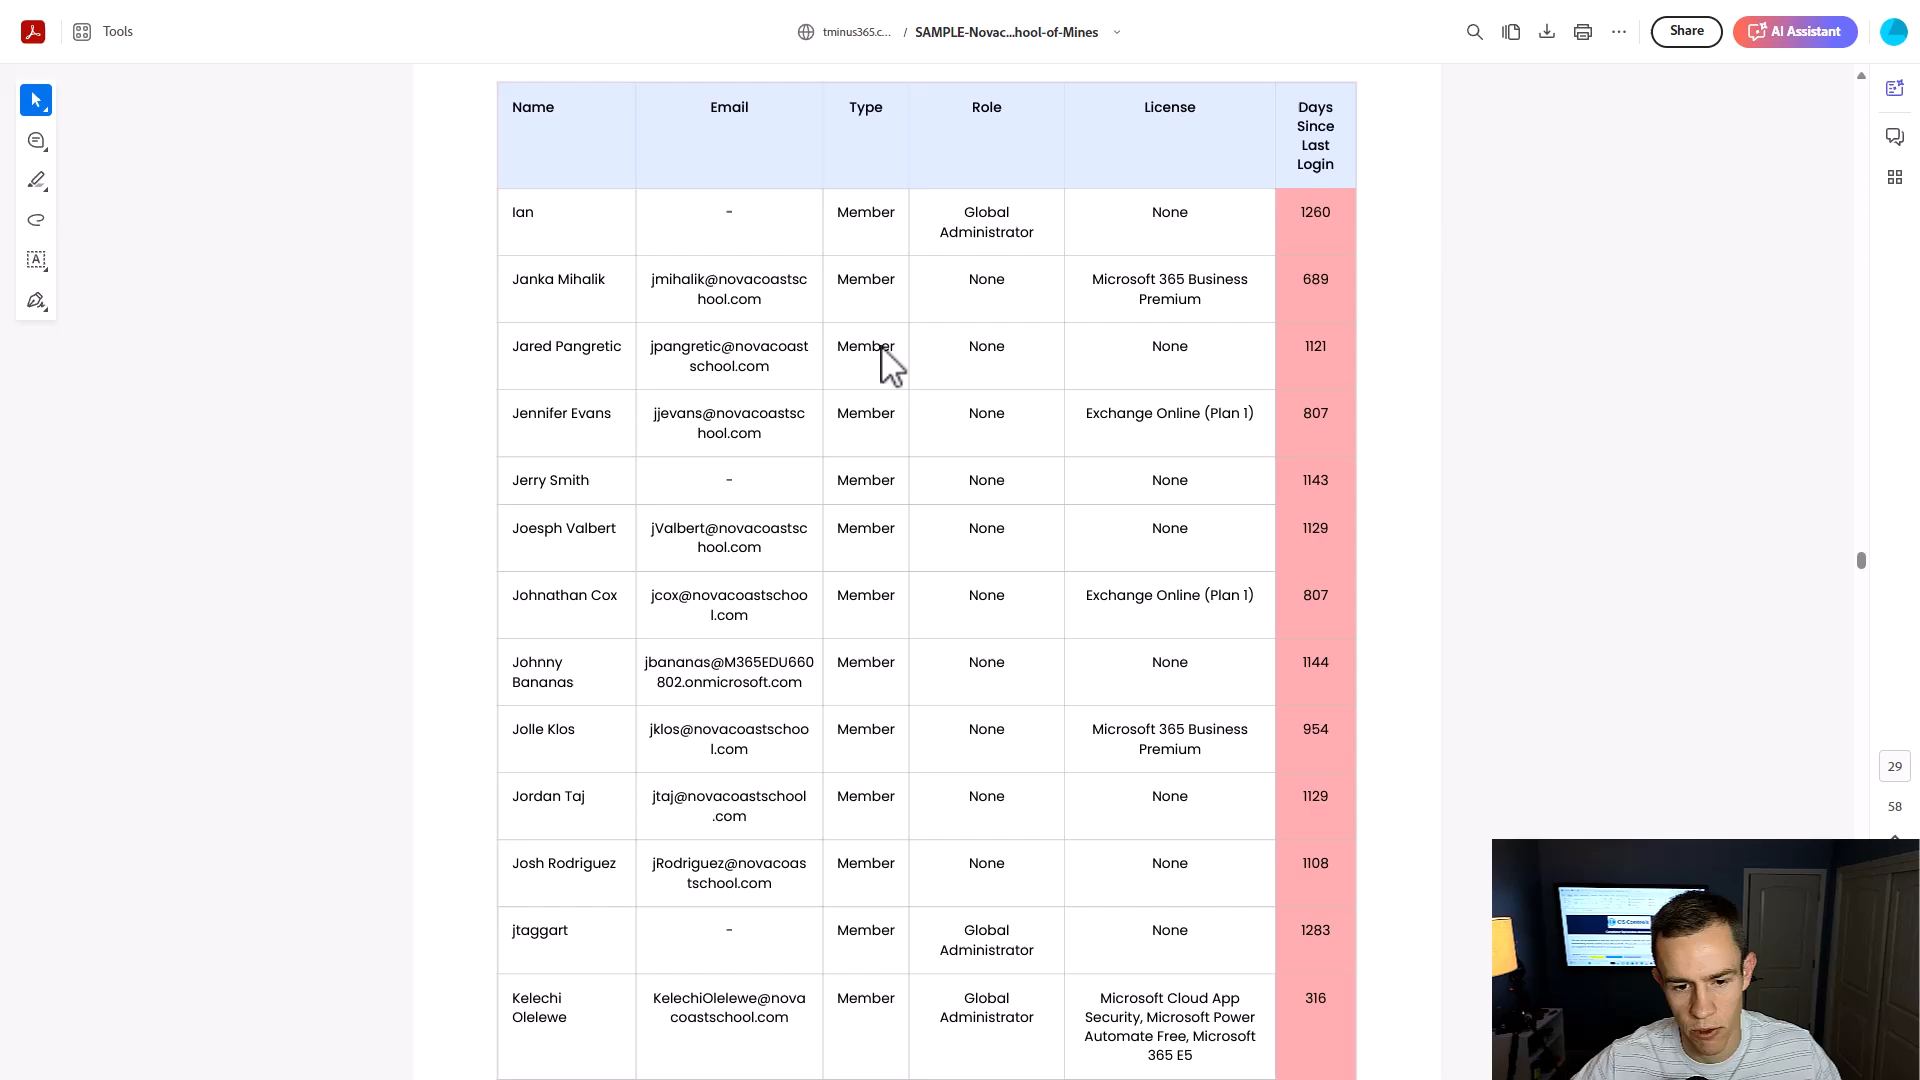 Tools
tminus365.c... / SAMPLE-Novac...hool-of-Mines
Share
AI Assistant
Name Email Type Role License Days
Since
Last
Login
Ian - Member Global None 1260
Administrator
Janka Mihalik jmihalik@novacoastsc Member None Microsoft 365 Business 689
hool.com Premium
Jared Pangretic jpangretic@novacoast Member None None 1121
school.com
Jennifer Evans jjevans@novacoastsc Member None Exchange Online (Plan 1) 807
hool.com
Jerry Smith - Member None None 1143
Joesph Valbert jValbert@novacoastsc Member None None 1129
hool.com
Johnathan Cox jcox@novacoastschoo Member None Exchange Online (Plan 1) 807
l.com
Johnny jbananas@M365EDU660 Member None None 1144
Bananas 802.onmicrosoft.com
Jolle Klos jklos@novacoastschoo Member None Microsoft 365 Business 954
l.com Premium
Jordan Taj jtaj@novacoastschool Member None None 1129
.com
Josh Rodriguez jRodriguez@novacoas Member None None 1108
tschool.com
jtaggart - Member Global None 1283
Administrator
Kelechi KelechiOlelewe@nova Member Global Microsoft Cloud App 316
Olelewe coastschool.com Administrator Security, Microsoft Power
Automate Free, Microsoft
365 E5
29
58
CIS Controls